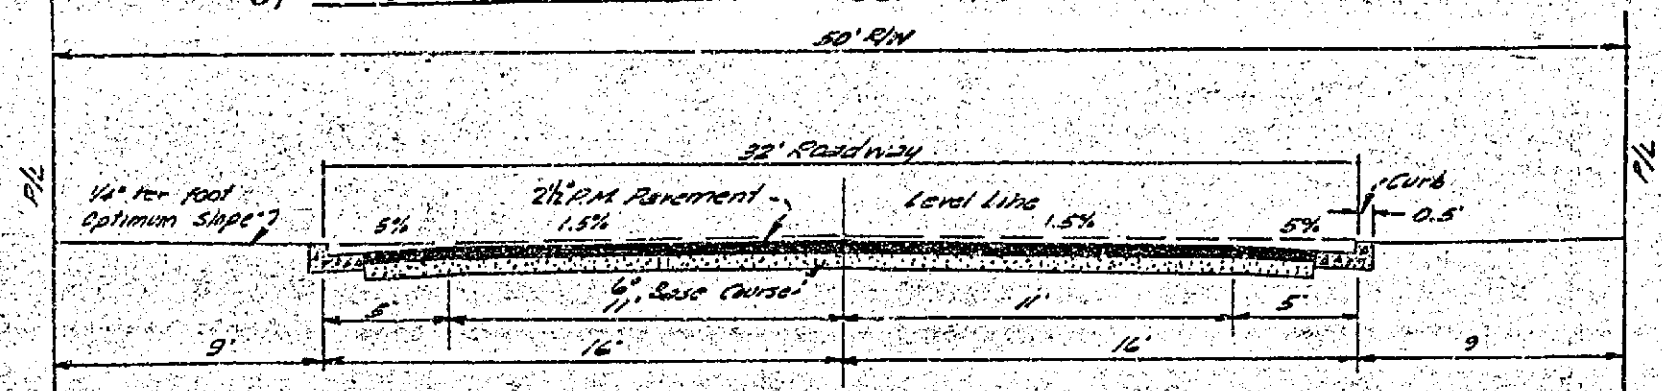 50' R/W
32' Roadway
P/L
P/L
1/4" Per Foot
Optimum Slope
2½" P.M. Pavement
Level Line
Curb
0.5'
5%
1.5%
1.5%
5%
6" Base Course
5'
11'
11'
5'
9'
16'
16'
9'